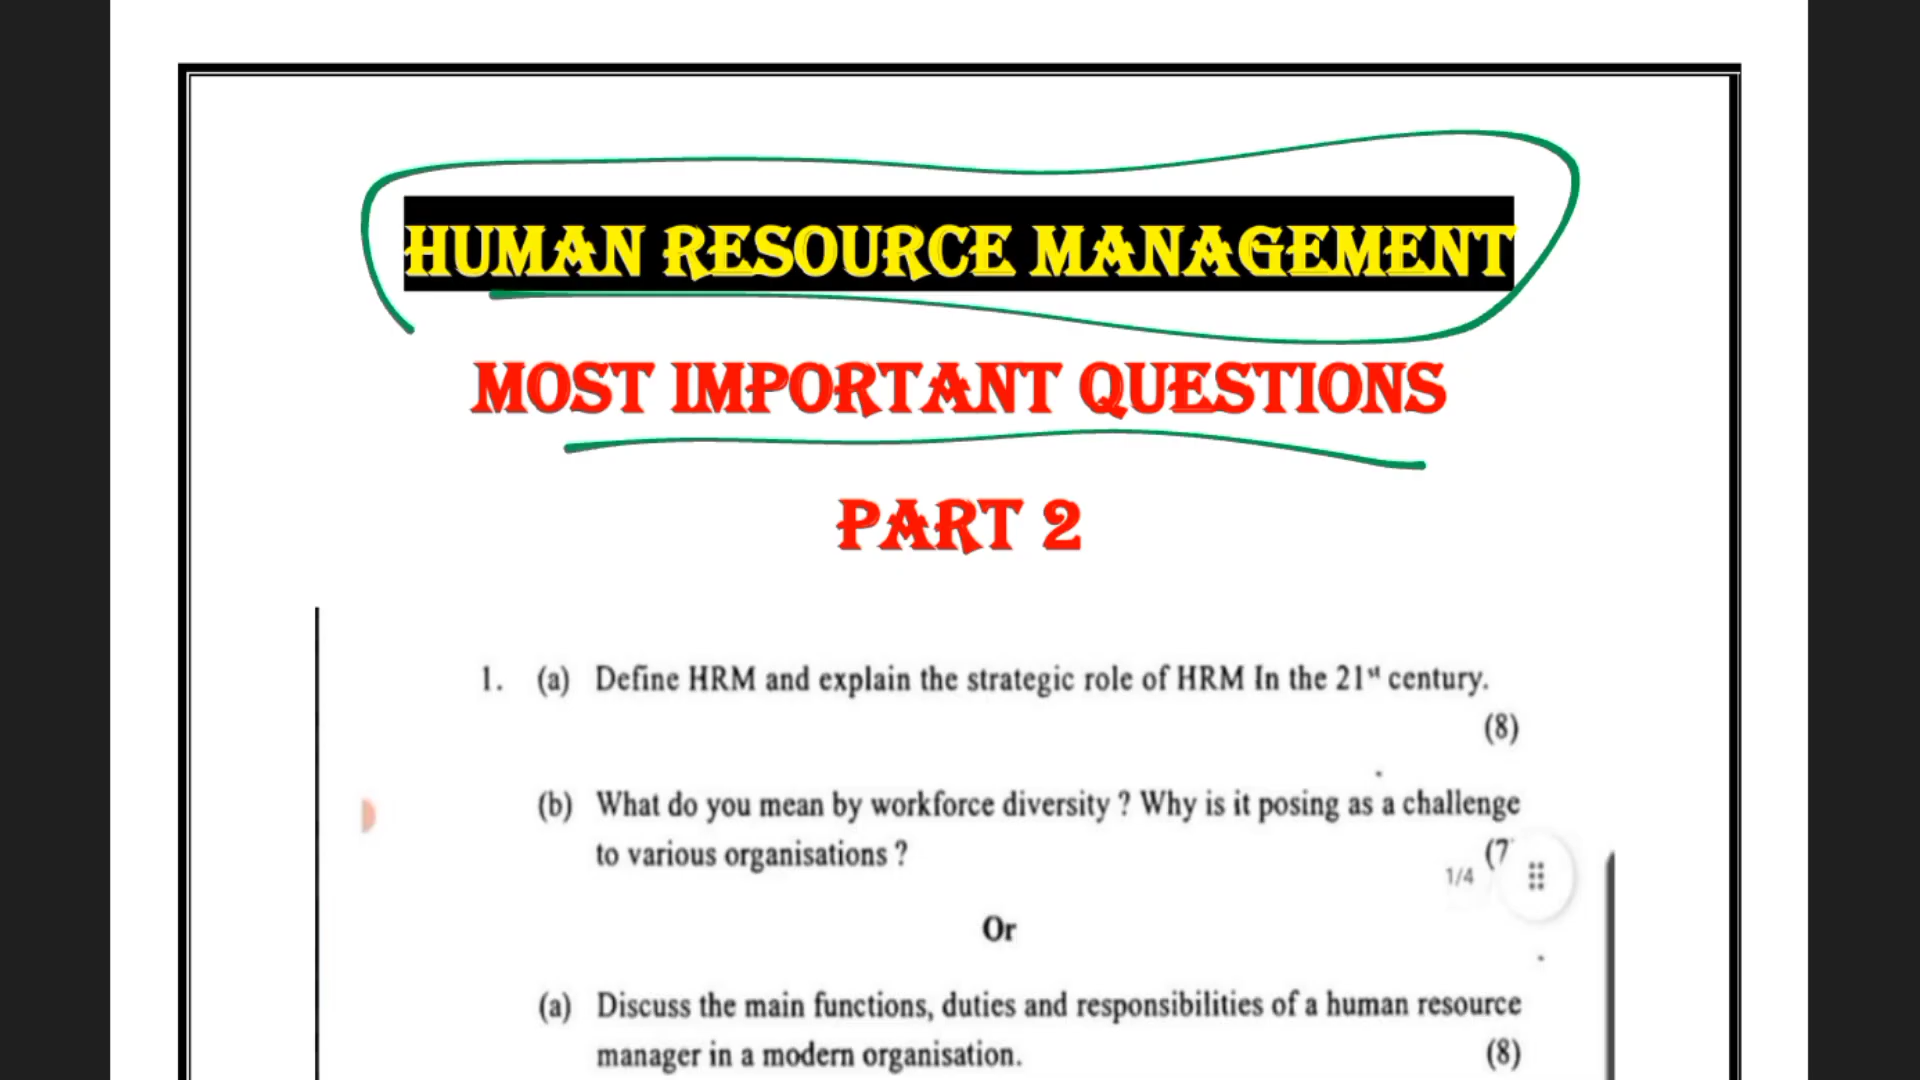 HUMAN RESOURCE MANAGEMENT
MOST IMPORTANT QUESTIONS
PART 2
1. (a) Define HRM and explain the strategic role of HRM In the 21st century.
(8)
(b) What do you mean by workforce diversity ? Why is it posing as a challenge
to various organisations ? (7
1/4
Or
(a) Discuss the main functions, duties and responsibilities of a human resource
manager in a modern organisation. (8)